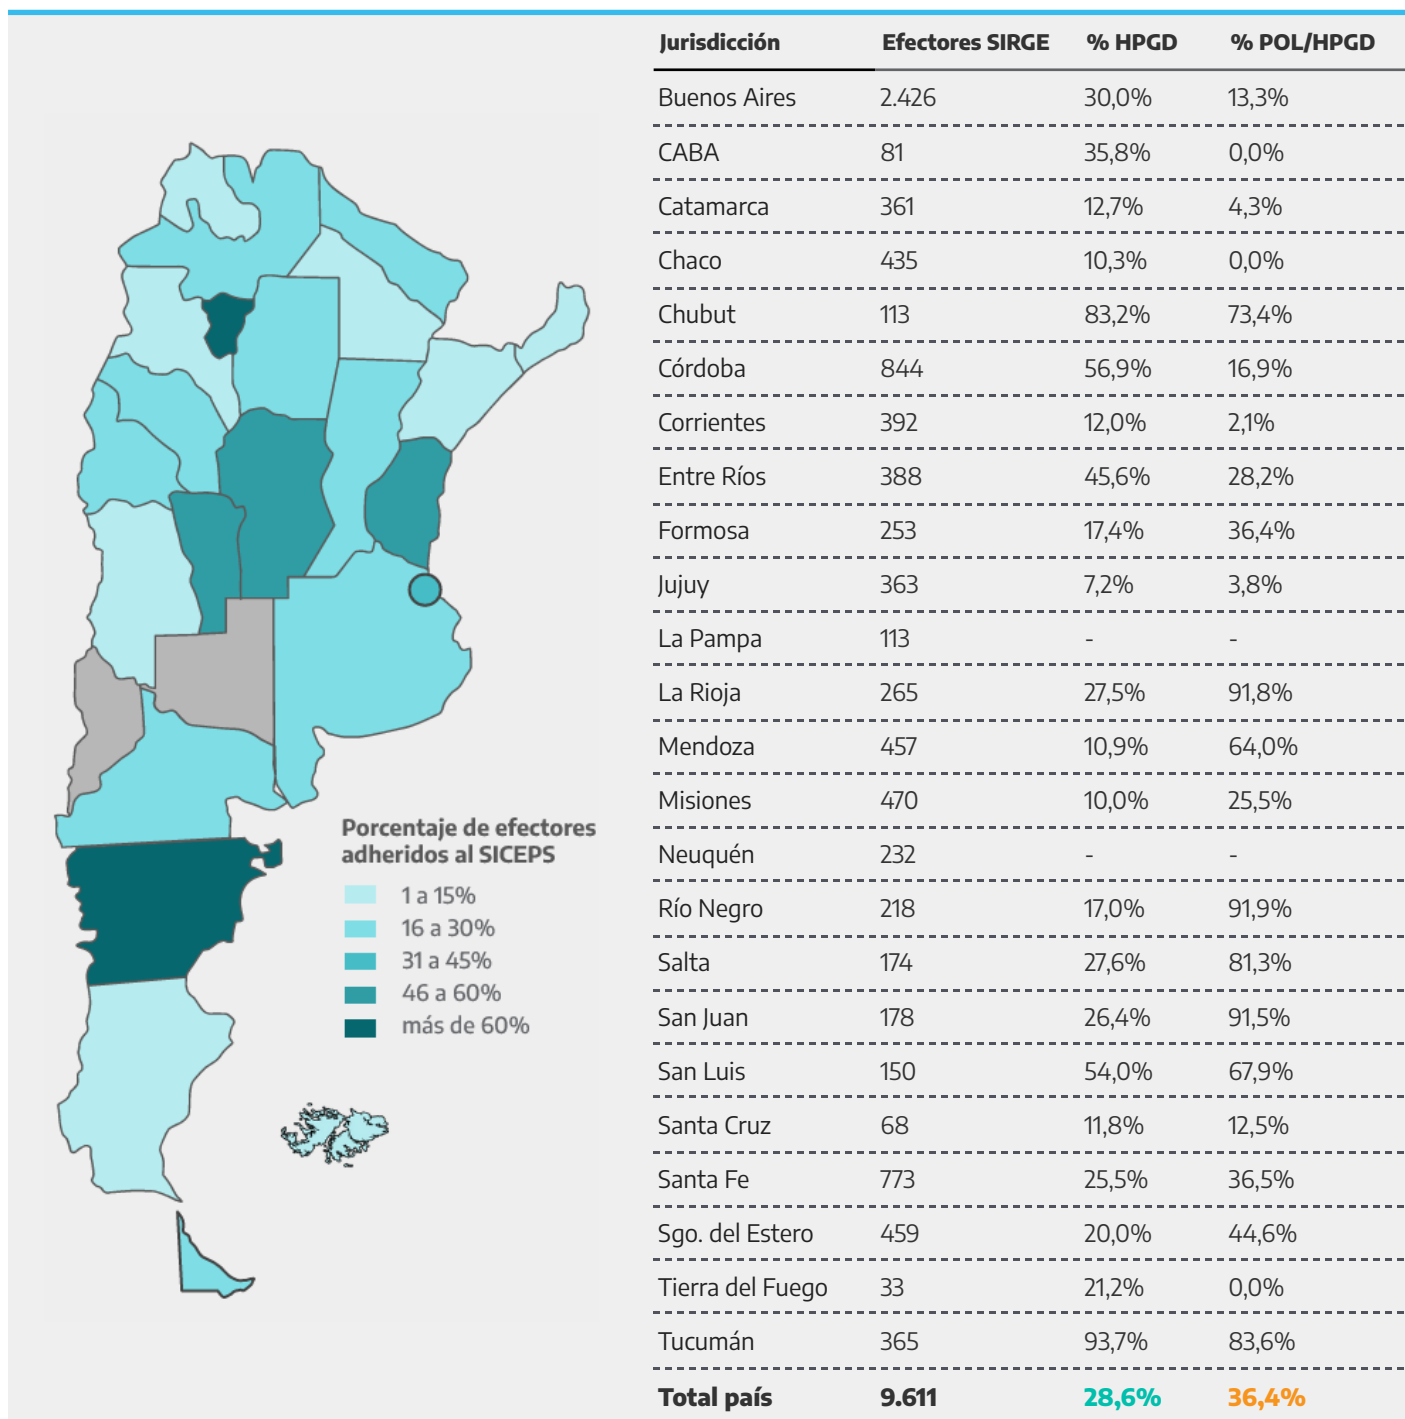 Jurisdicción Efectores SIRGE % HPGD % POL/HPGD
Buenos Aires 2.426 30,0% 13,3%
CABA 81 35,8% 0,0%
Catamarca 361 12,7% 4,3%
Chaco 435 10,3% 0,0%
Chubut 113 83,2% 73,4%
Córdoba 844 56,9% 16,9%
Corrientes 392 12,0% 2,1%
Entre Ríos 388 45,6% 28,2%
Formosa 253 17,4% 36,4%
Jujuy 363 7,2% 3,8%
La Pampa 113 - -
La Rioja 265 27,5% 91,8%
Mendoza 457 10,9% 64,0%
Misiones 470 10,0% 25,5%
Neuquén 232 - -
Río Negro 218 17,0% 91,9%
Salta 174 27,6% 81,3%
San Juan 178 26,4% 91,5%
San Luis 150 54,0% 67,9%
Santa Cruz 68 11,8% 12,5%
Santa Fe 773 25,5% 36,5%
Sgo. del Estero 459 20,0% 44,6%
Tierra del Fuego 33 21,2% 0,0%
Tucumán 365 93,7% 83,6%
Total país 9.611 28,6% 36,4%
Porcentaje de efectores
adheridos al SICEPS
1 a 15%
16 a 30%
31 a 45%
46 a 60%
más de 60%